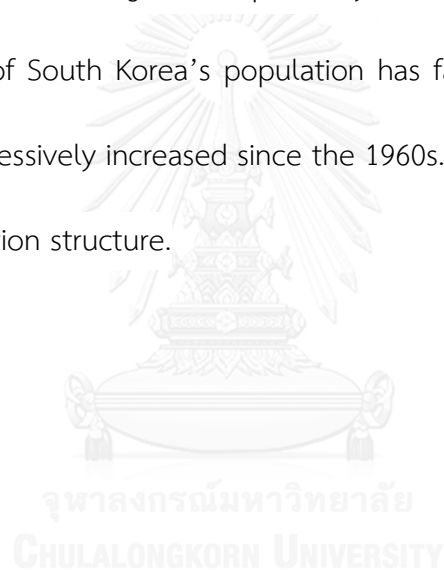 of South Korea's population has fa
essively increased since the 1960s.
ion structure.
จุฬาลงกรณ์มหาวิทยาลัย
CHULALONGKORN UNIVERSITY